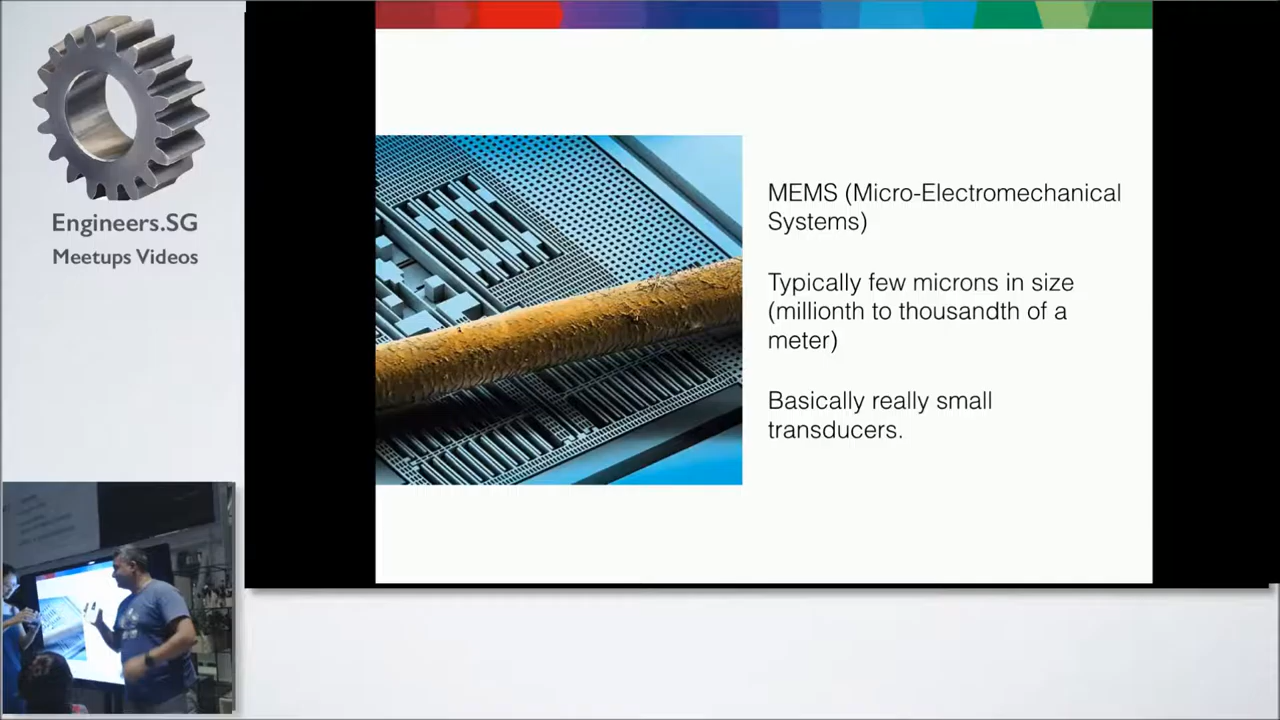 Engineers.SG
Meetups Videos
MEMS (Micro-Electromechanical
Systems)
Typically few microns in size
(millionth to thousandth of a
meter)
Basically really small
transducers.